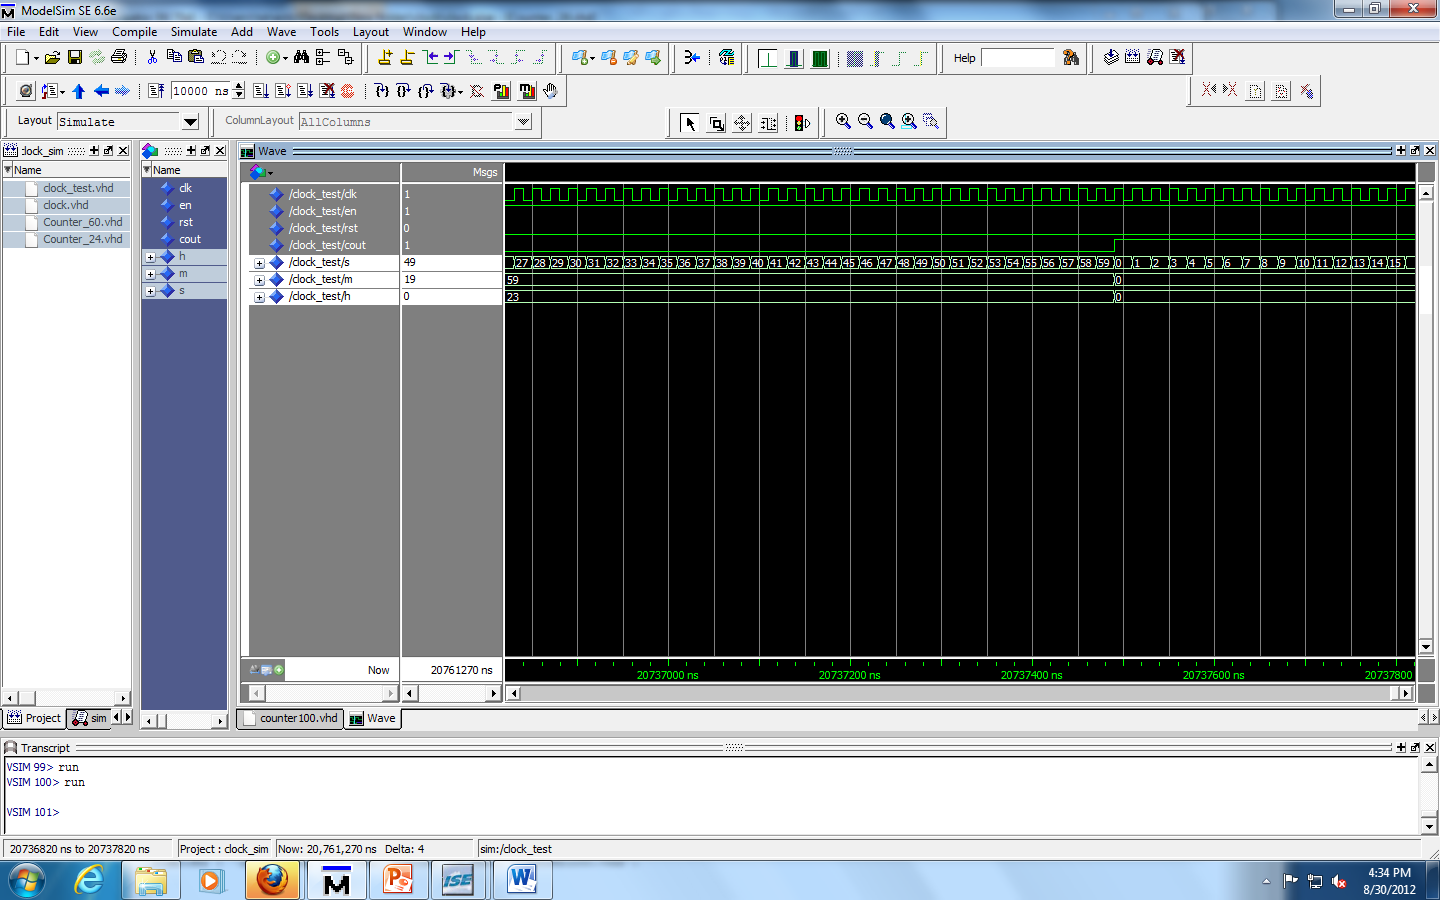 ModelSim SE 6.6e
File Edit View Compile Simulate Add Wave Tools Layout Window Help
Help
10000 ns
Layout Simulate
ColumnLayout AllColumns
clock_sim
Name
clock_test.vhd
clock.vhd
Counter_60.vhd
Counter_24.vhd
Name
clk
en
rst
cout
h
m
s
Wave
Msgs
/clock_test/clk 1
/clock_test/en 1
/clock_test/rst 0
/clock_test/cout 1
/clock_test/s 49 27 28 29 30 31 32 33 34 35 36 37 38 39 40 41 42 43 44 45 46 47 48 49 50 51 52 53 54 55 56 57 58 59 0 1 2 3 4 5 6 7 8 9 10 11 12 13 14 15
/clock_test/m 19 59 0
/clock_test/h 0 23 0
Now 20761270 ns
20737000 ns 20737200 ns 20737400 ns 20737600 ns 20737800
Project sim
counter100.vhd Wave
Transcript
VSIM 99> run
VSIM 100> run
VSIM 101>
20736820 ns to 20737820 ns Project : clock_sim Now: 20,761,270 ns Delta: 4 sim:/clock_test
ISE
4:34 PM
8/30/2012